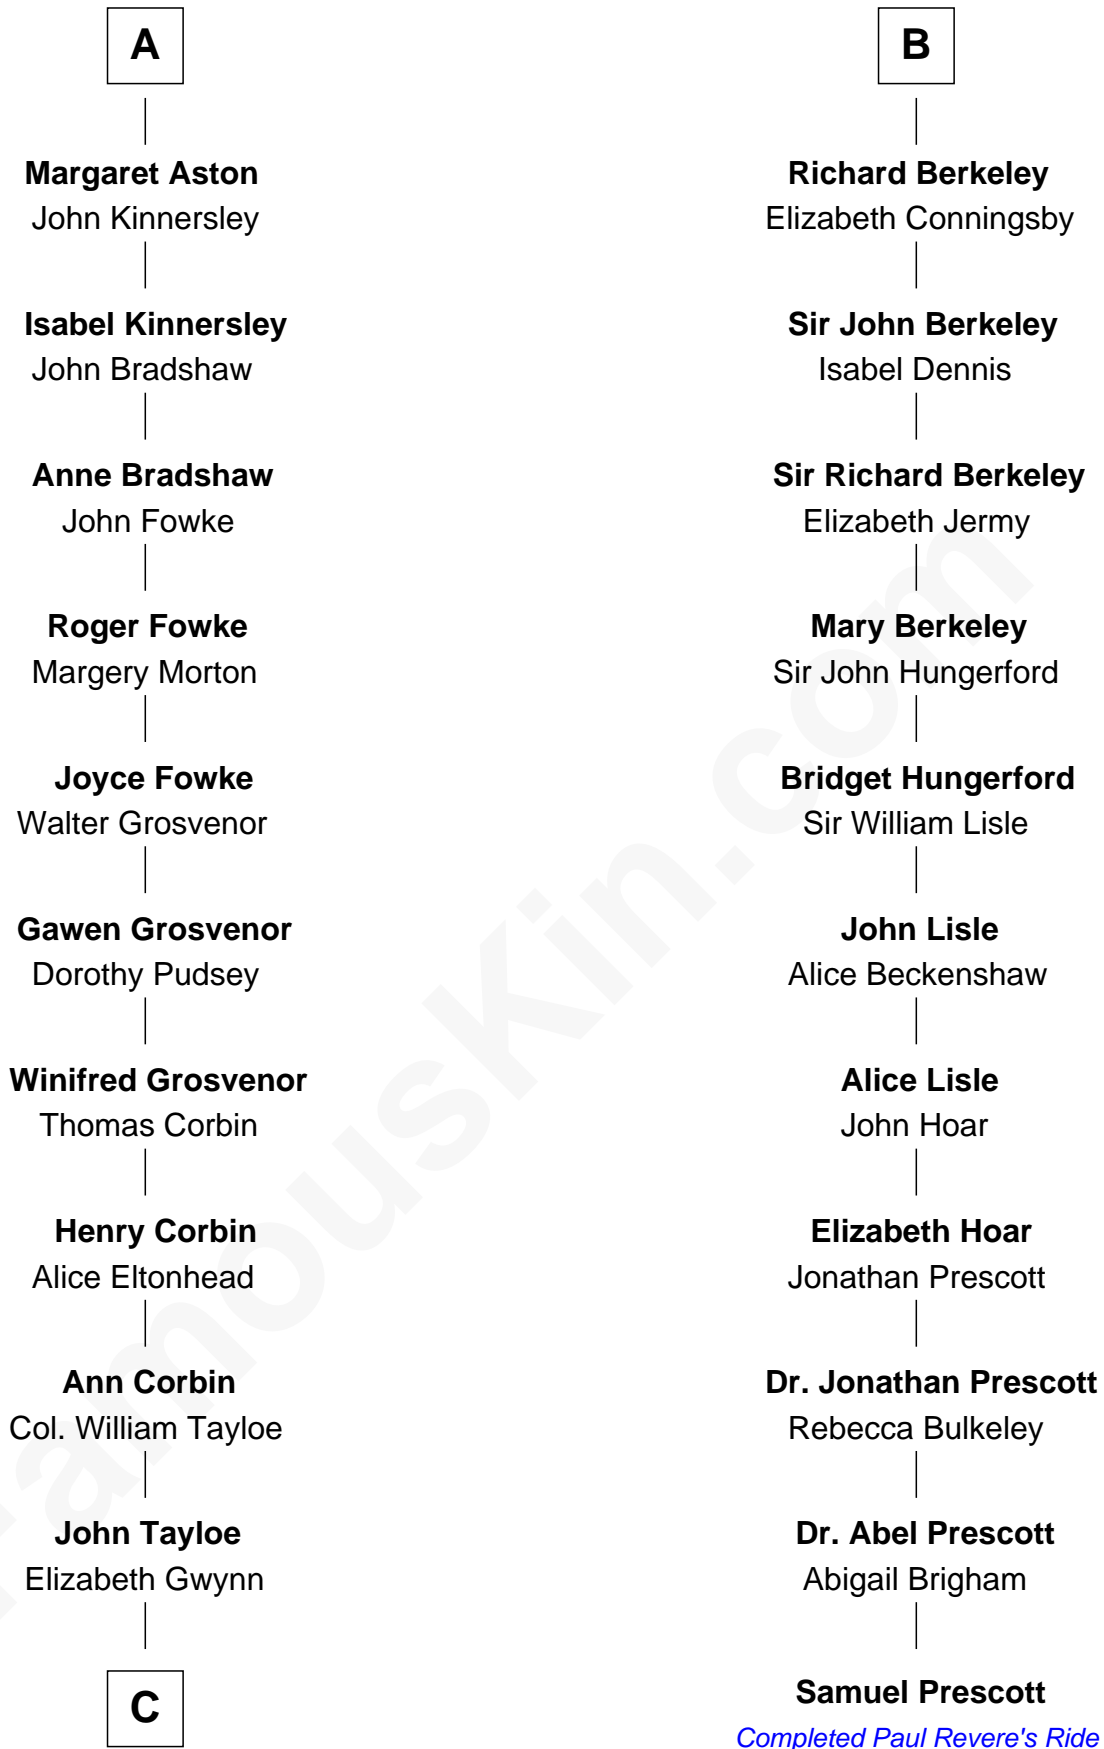 A
Margaret Aston
John Kinnersley
Isabel Kinnersley
John Bradshaw
Anne Bradshaw
John Fowke
Roger Fowke
Margery Morton
Joyce Fowke
Walter Grosvenor
Gawen Grosvenor
Dorothy Pudsey
Winifred Grosvenor
Thomas Corbin
Henry Corbin
Alice Eltonhead
Ann Corbin
Col. William Tayloe
John Tayloe
Elizabeth Gwynn
C
B
Richard Berkeley
Elizabeth Conningsby
Sir John Berkeley
Isabel Dennis
Sir Richard Berkeley
Elizabeth Jermy
Mary Berkeley
Sir John Hungerford
Bridget Hungerford
Sir William Lisle
John Lisle
Alice Beckenshaw
Alice Lisle
John Hoar
Elizabeth Hoar
Jonathan Prescott
Dr. Jonathan Prescott
Rebecca Bulkeley
Dr. Abel Prescott
Abigail Brigham
Samuel Prescott
Completed Paul Revere's Ride
FamousKin.com